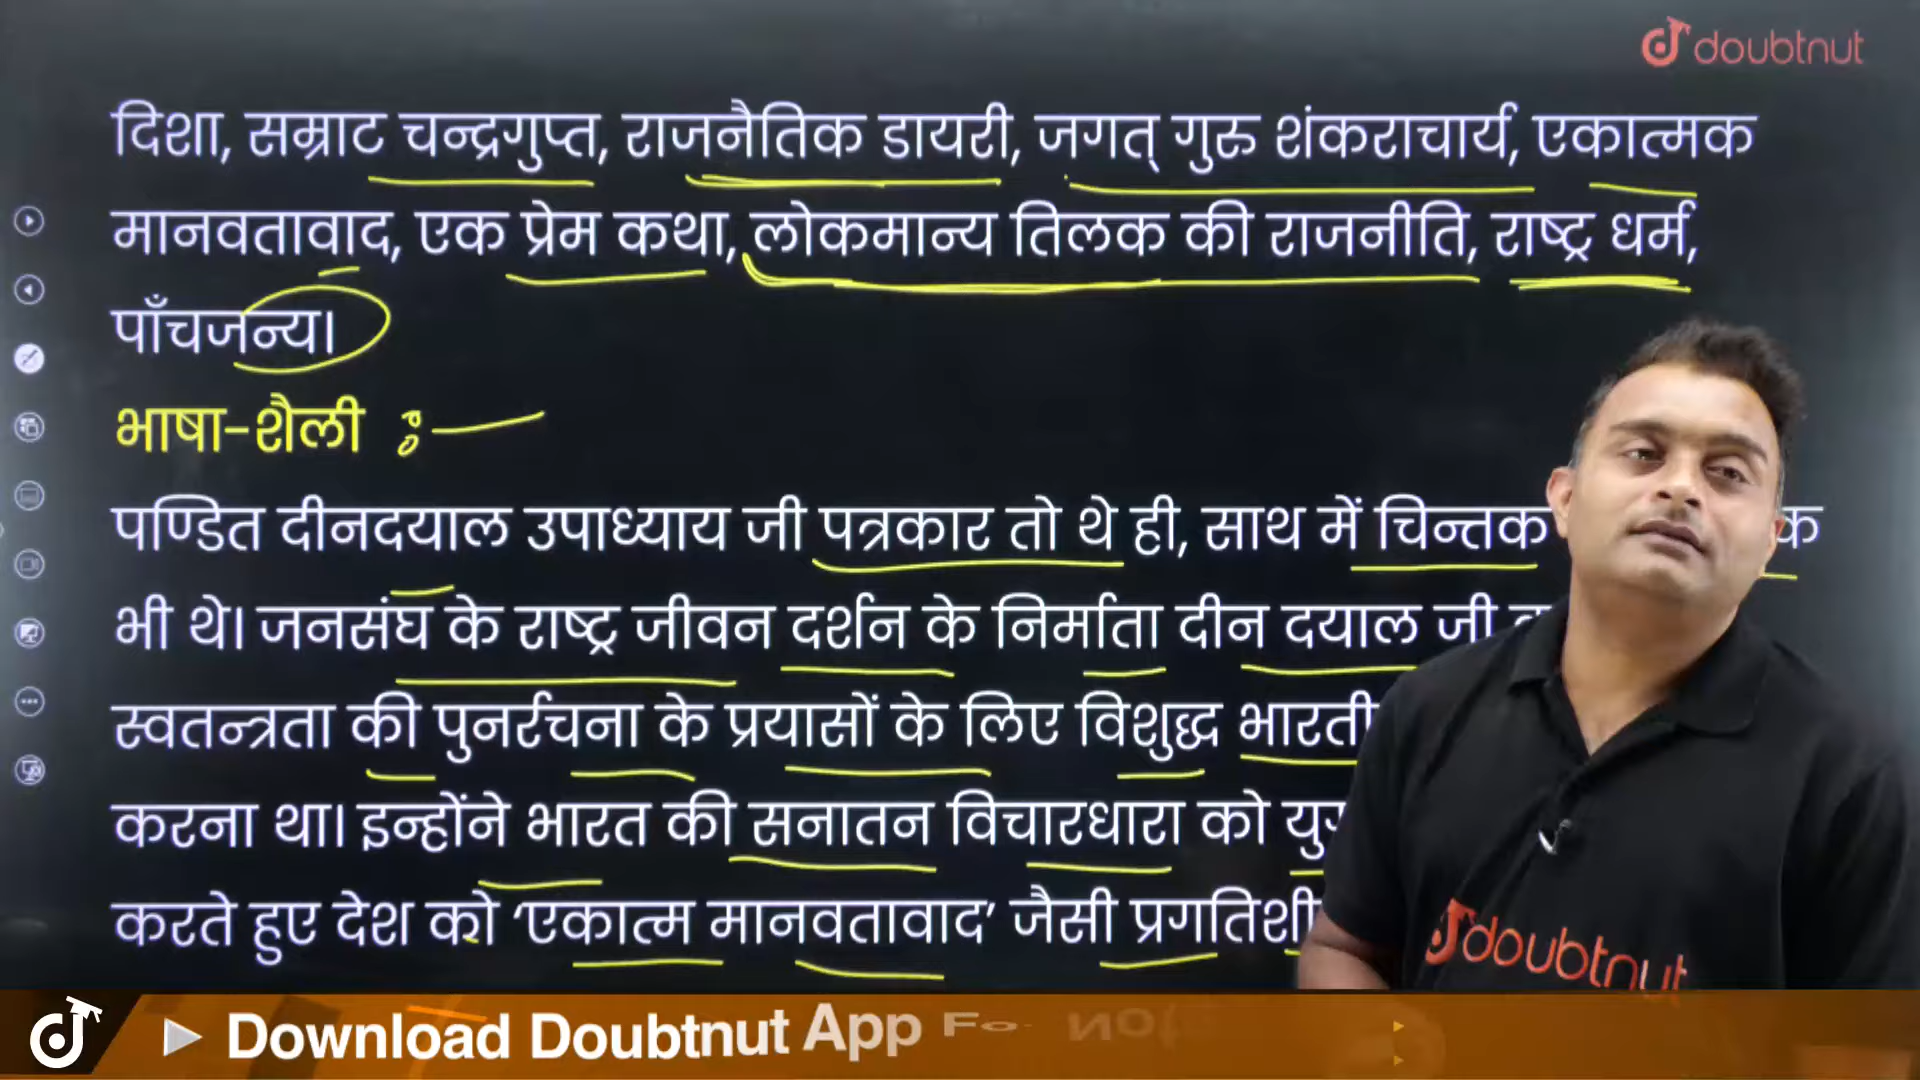 doubtnut
दिशा, सम्राट चन्द्रगुप्त, राजनैतिक डायरी, जगत् गुरु शंकराचार्य, एकात्मक
मानवतावाद, एक प्रेम कथा, लोकमान्य तिलक की राजनीति, राष्ट्र धर्म,
पाँचजन्य।
भाषा-शैली :-
पण्डित दीनदयाल उपाध्याय जी पत्रकार तो थे ही, साथ में चिन्तक
भी थे। जनसंघ के राष्ट्र जीवन दर्शन के निर्माता दीन दयाल जी
स्वतन्त्रता की पुनर्रचना के प्रयासों के लिए विशुद्ध
करना था। इन्होंने भारत की सनातन विचारधारा को
करते हुए देश को ‘एकात्म मानवतावाद’ जैसी
doubtnut
Download Doubtnut App